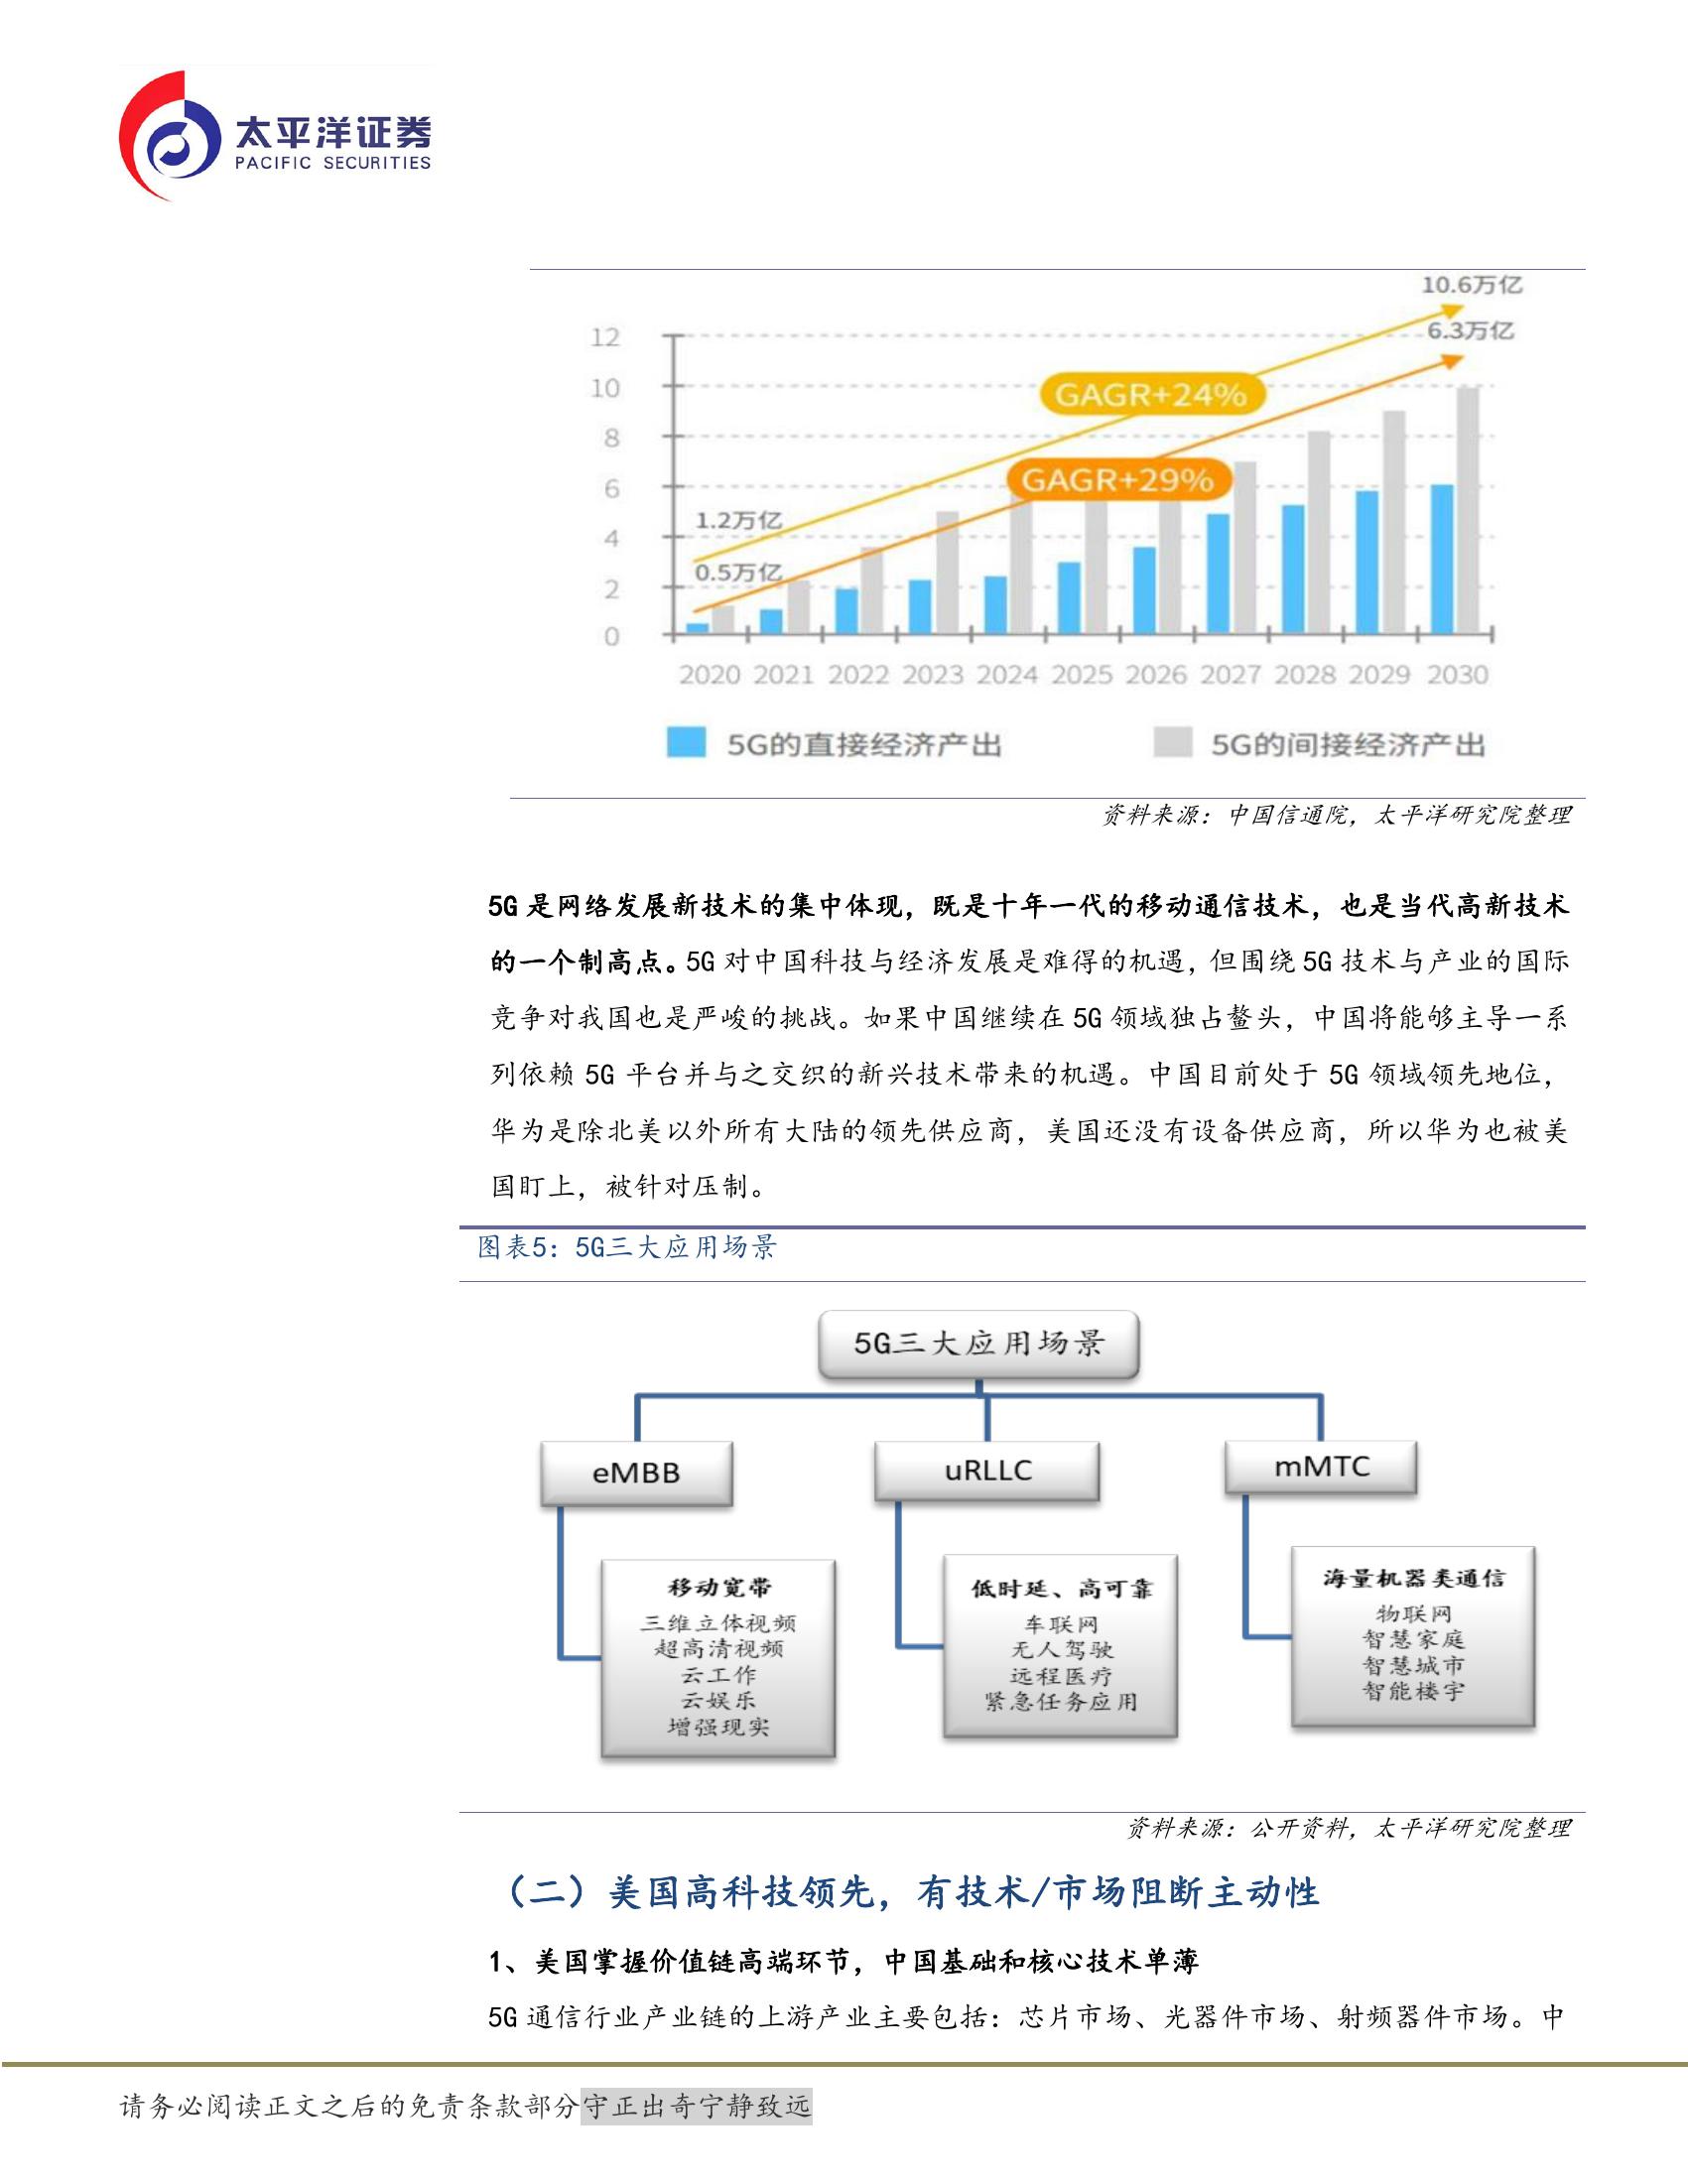 太平洋证券
PACIFIC SECURITIES
10.6万亿
6.3万亿
12
10
8
6
4
2
0
GAGR+24%
GAGR+29%
1.2万亿
0.5万亿
2020 2021 2022 2023 2024 2025 2026 2027 2028 2029 2030
5G的直接经济产出 5G的间接经济产出
资料来源：中国信通院，太平洋研究院整理
5G 是网络发展新技术的集中体现，既是十年一代的移动通信技术，也是当代高新技术
的一个制高点。5G 对中国科技与经济发展是难得的机遇，但围绕 5G 技术与产业的国际
竞争对我国也是严峻的挑战。如果中国继续在 5G 领域独占鳌头，中国将能够主导一系
列依赖 5G 平台并与之交织的新兴技术带来的机遇。中国目前处于 5G 领域领先地位，
华为是除北美以外所有大陆的领先供应商，美国还没有设备供应商，所以华为也被美
国盯上，被针对压制。
图表5：5G三大应用场景
5G三大应用场景
eMBB
uRLLC
mMTC
移动宽带
三维立体视频
超高清视频
云工作
云娱乐
增强现实
低时延、高可靠
车联网
无人驾驶
远程医疗
紧急任务应用
海量机器类通信
物联网
智慧家庭
智慧城市
智能楼宇
资料来源：公开资料，太平洋研究院整理
（二）美国高科技领先，有技术/市场阻断主动性
1、美国掌握价值链高端环节，中国基础和核心技术单薄
5G 通信行业产业链的上游产业主要包括：芯片市场、光器件市场、射频器件市场。中
请务必阅读正文之后的免责条款部分守正出奇宁静致远